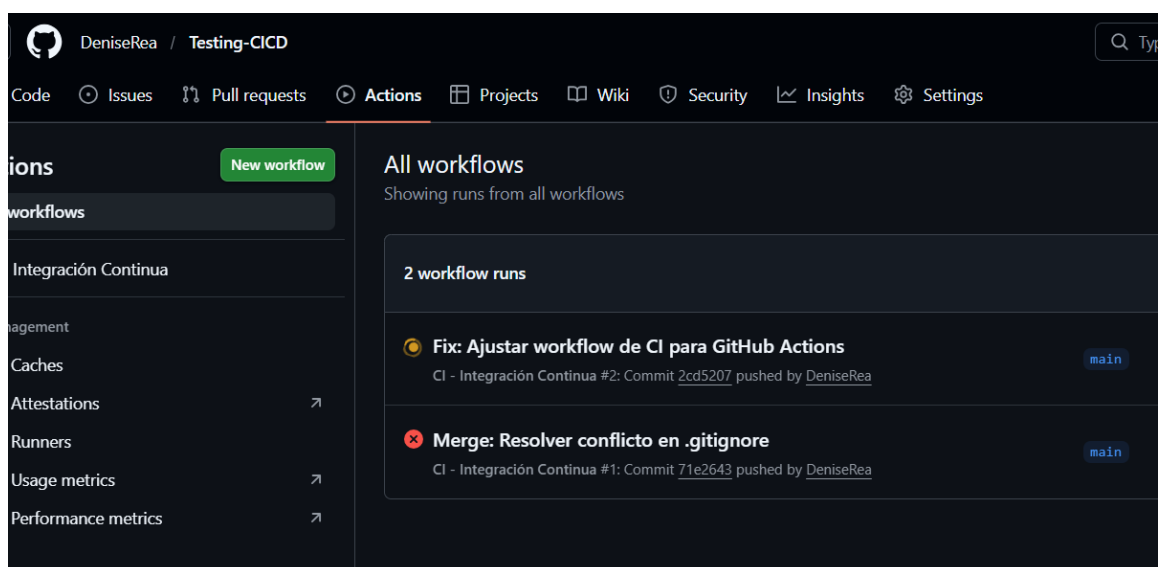 DeniseRea / Testing-CICD
Code Issues Pull requests Actions Projects Wiki Security Insights Settings
New workflow
workflows
Integración Continua
Caches
Attestations
Runners
Usage metrics
Performance metrics
All workflows
Showing runs from all workflows
2 workflow runs
Fix: Ajustar workflow de CI para GitHub Actions
main
CI - Integración Continua #2: Commit 2cd5207 pushed by DeniseRea
Merge: Resolver conflicto en .gitignore
main
CI - Integración Continua #1: Commit 71e2643 pushed by DeniseRea